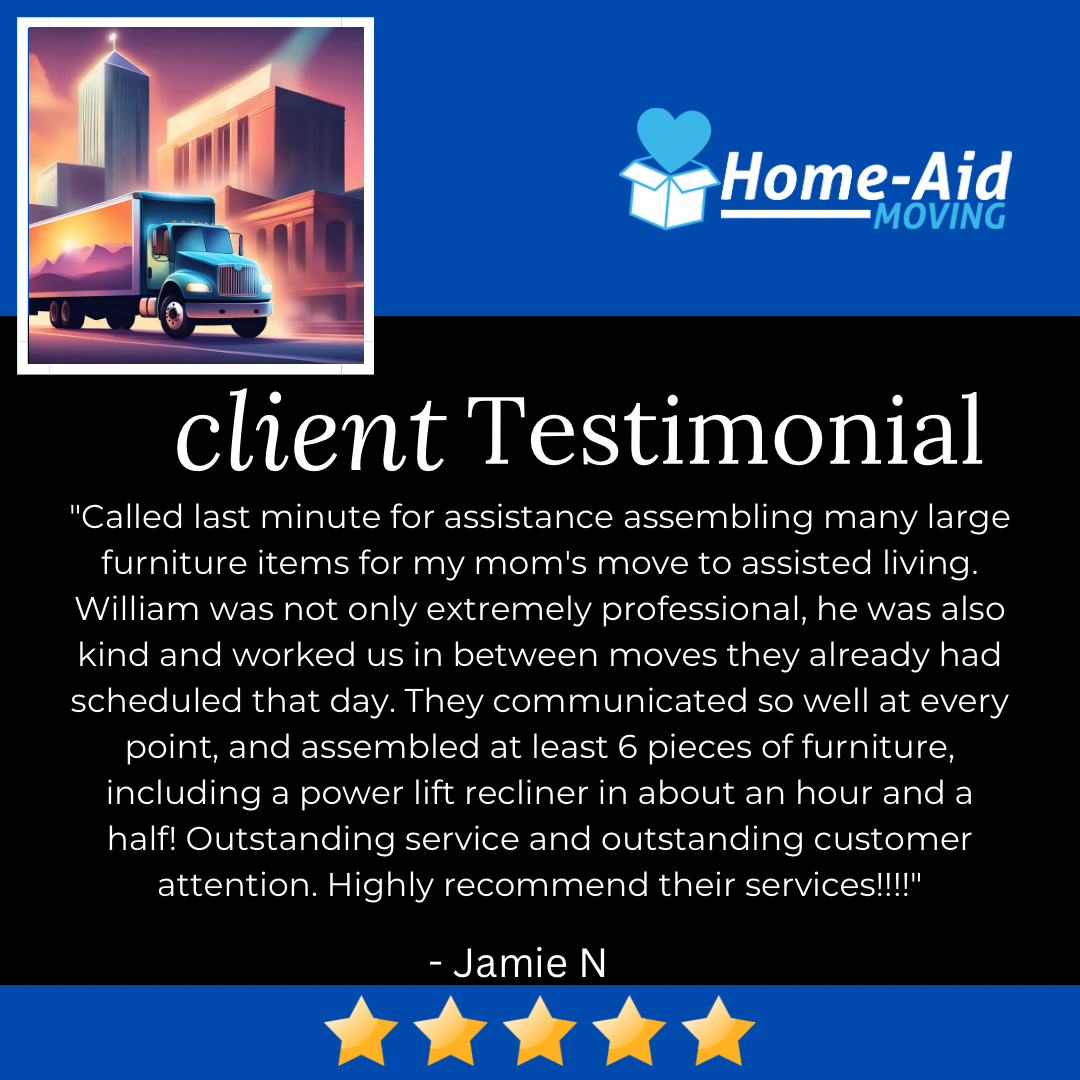 Home-Aid
MOVING
client Testimonial
"Called last minute for assistance assembling many large
furniture items for my mom's move to assisted living.
William was not only extremely professional, he was also
kind and worked us in between moves they already had
scheduled that day. They communicated so well at every
point, and assembled at least 6 pieces of furniture,
including a power lift recliner in about an hour and a
half! Outstanding service and outstanding customer
attention. Highly recommend their services!!!!"
- Jamie N